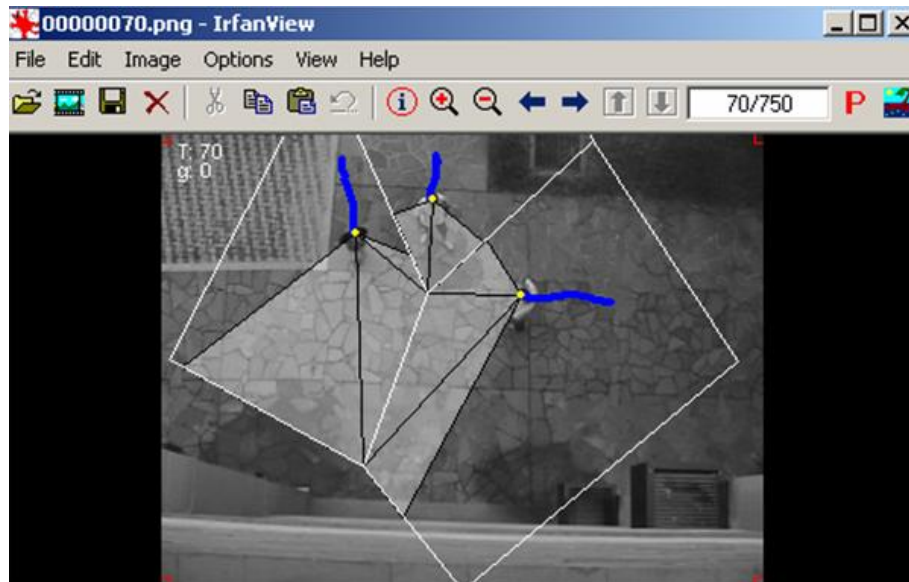 00000070.png - IrfanView
File Edit Image Options View Help
70/750 P
T: 70
g: 0